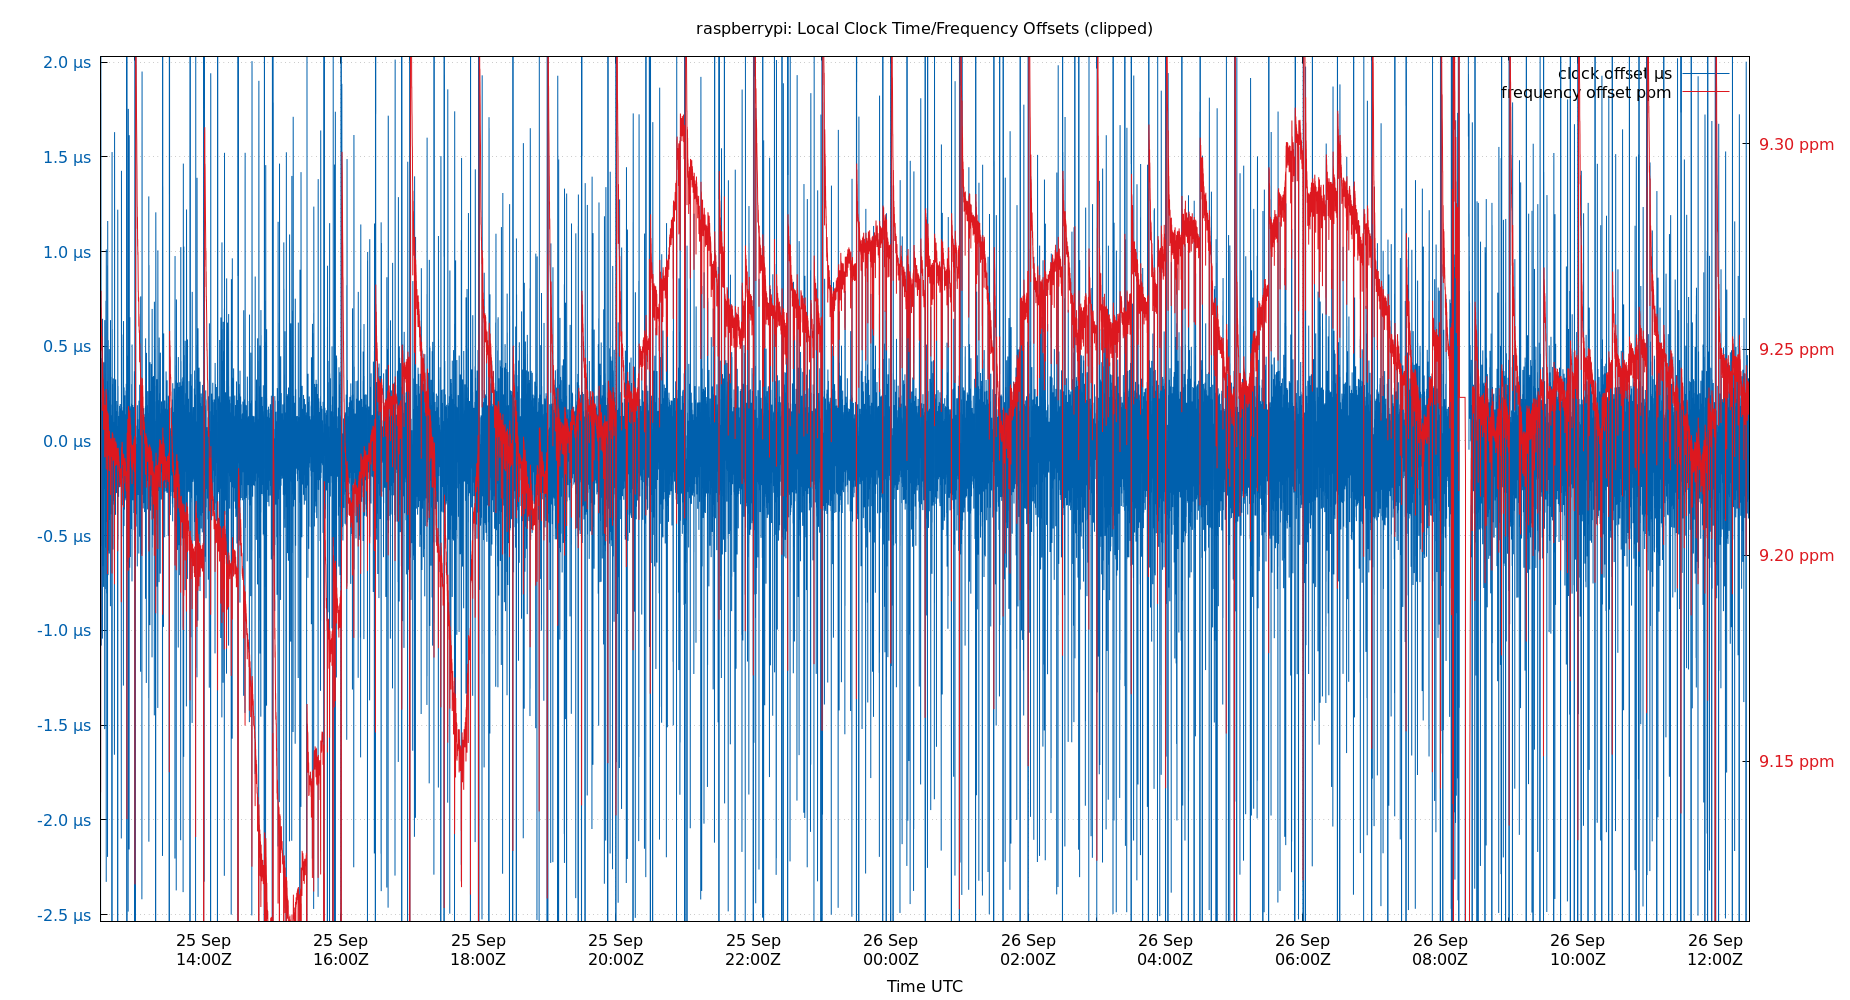 raspberrypi: Local Clock Time/Frequency Offsets (clipped)
clock offset µs
frequency offset ppm
2.0 µs
1.5 µs
1.0 µs
0.5 µs
0.0 µs
-0.5 µs
-1.0 µs
-1.5 µs
-2.0 µs
-2.5 µs
9.30 ppm
9.25 ppm
9.20 ppm
9.15 ppm
25 Sep 25 Sep 25 Sep 25 Sep 25 Sep 26 Sep 26 Sep 26 Sep 26 Sep 26 Sep 26 Sep 26 Sep
14:00Z 16:00Z 18:00Z 20:00Z 22:00Z 00:00Z 02:00Z 04:00Z 06:00Z 08:00Z 10:00Z 12:00Z
Time UTC